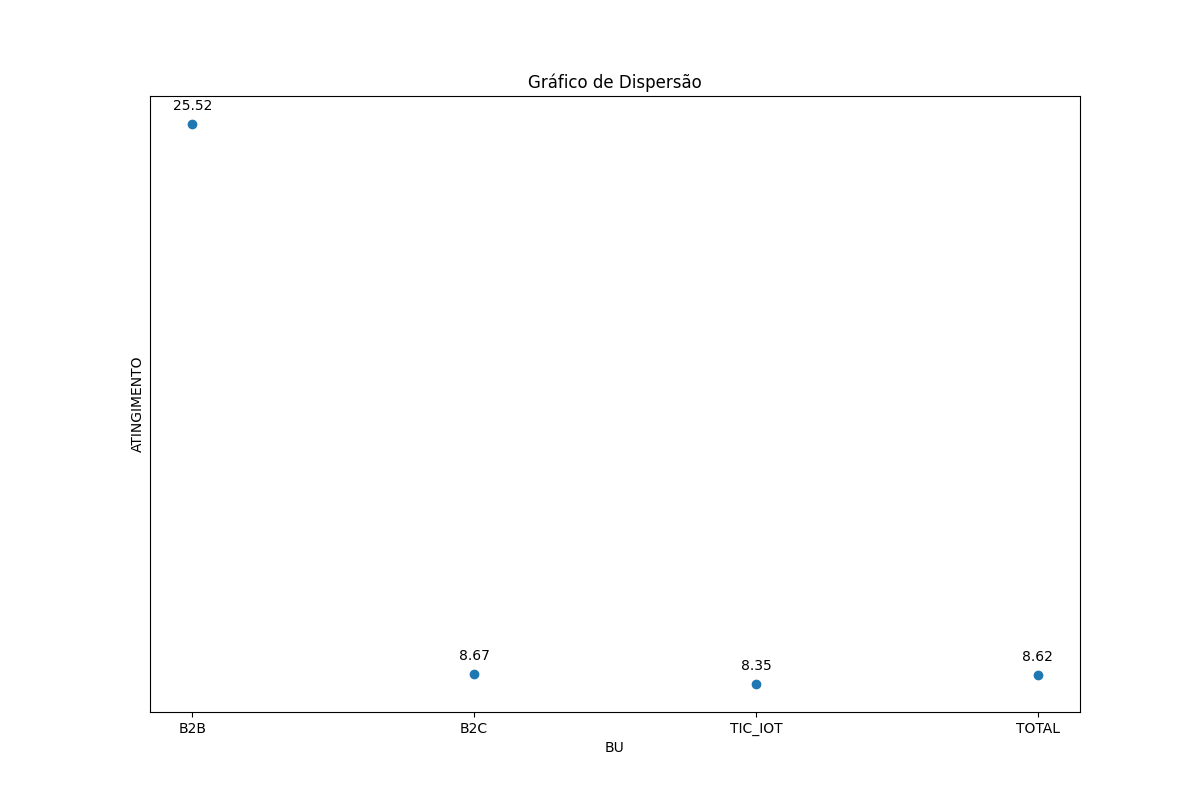 Gráfico de Dispersão
25.52
8.67
8.35
8.62
ATINGIMENTO
B2B
B2C
TIC_IOT
TOTAL
BU